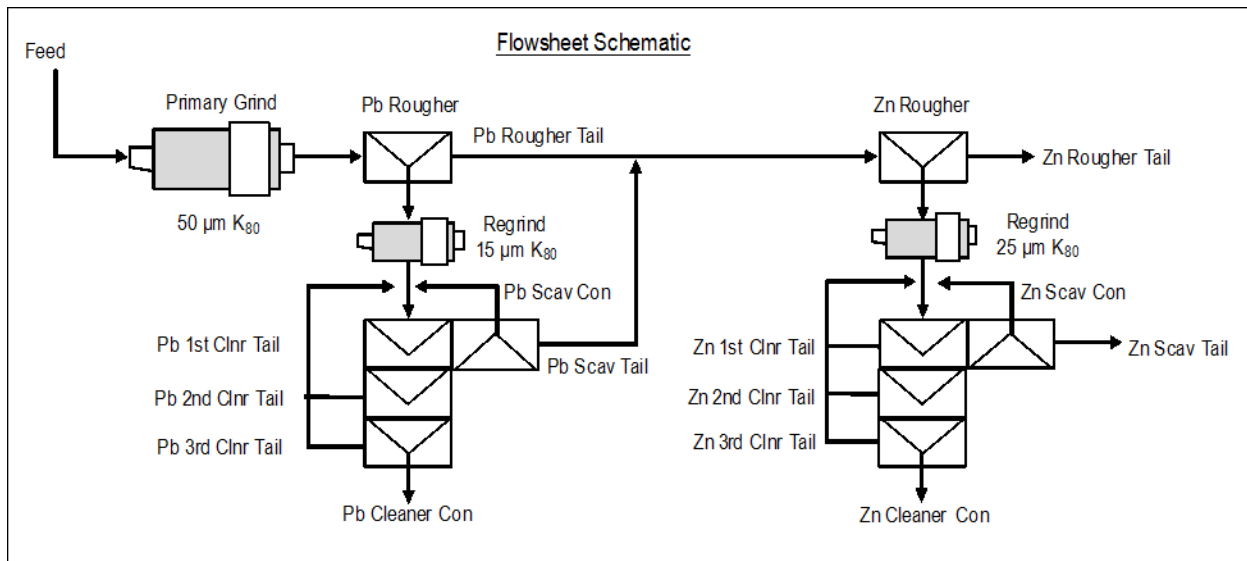 Flowsheet Schematic
Feed
Primary Grind
Pb Rougher
Pb Rougher Tail
Zn Rougher
Zn Rougher Tail
50 µm K80
Regrind
15 µm K80
Regrind
25 µm K80
Pb Scav Con
Zn Scav Con
Pb 1st Clnr Tail
Pb Scav Tail
Zn 1st Clnr Tail
Zn Scav Tail
Pb 2nd Clnr Tail
Zn 2nd Clnr Tail
Pb 3rd Clnr Tail
Zn 3rd Clnr Tail
Pb Cleaner Con
Zn Cleaner Con